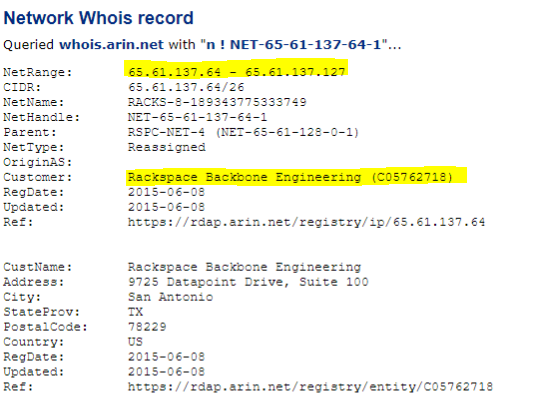 Network Whois record
Queried whois.arin.net with "n ! NET-65-61-137-64-1"...
NetRange: 65.61.137.64 - 65.61.137.127
CIDR: 65.61.137.64/26
NetName: RACKS-8-189343775333749
NetHandle: NET-65-61-137-64-1
Parent: RSPC-NET-4 (NET-65-61-128-0-1)
NetType: Reassigned
OriginAS:
Customer: Rackspace Backbone Engineering (C05762718)
RegDate: 2015-06-08
Updated: 2015-06-08
Ref: https://rdap.arin.net/registry/ip/65.61.137.64
CustName: Rackspace Backbone Engineering
Address: 9725 Datapoint Drive, Suite 100
City: San Antonio
StateProv: TX
PostalCode: 78229
Country: US
RegDate: 2015-06-08
Updated: 2015-06-08
Ref: https://rdap.arin.net/registry/entity/C05762718